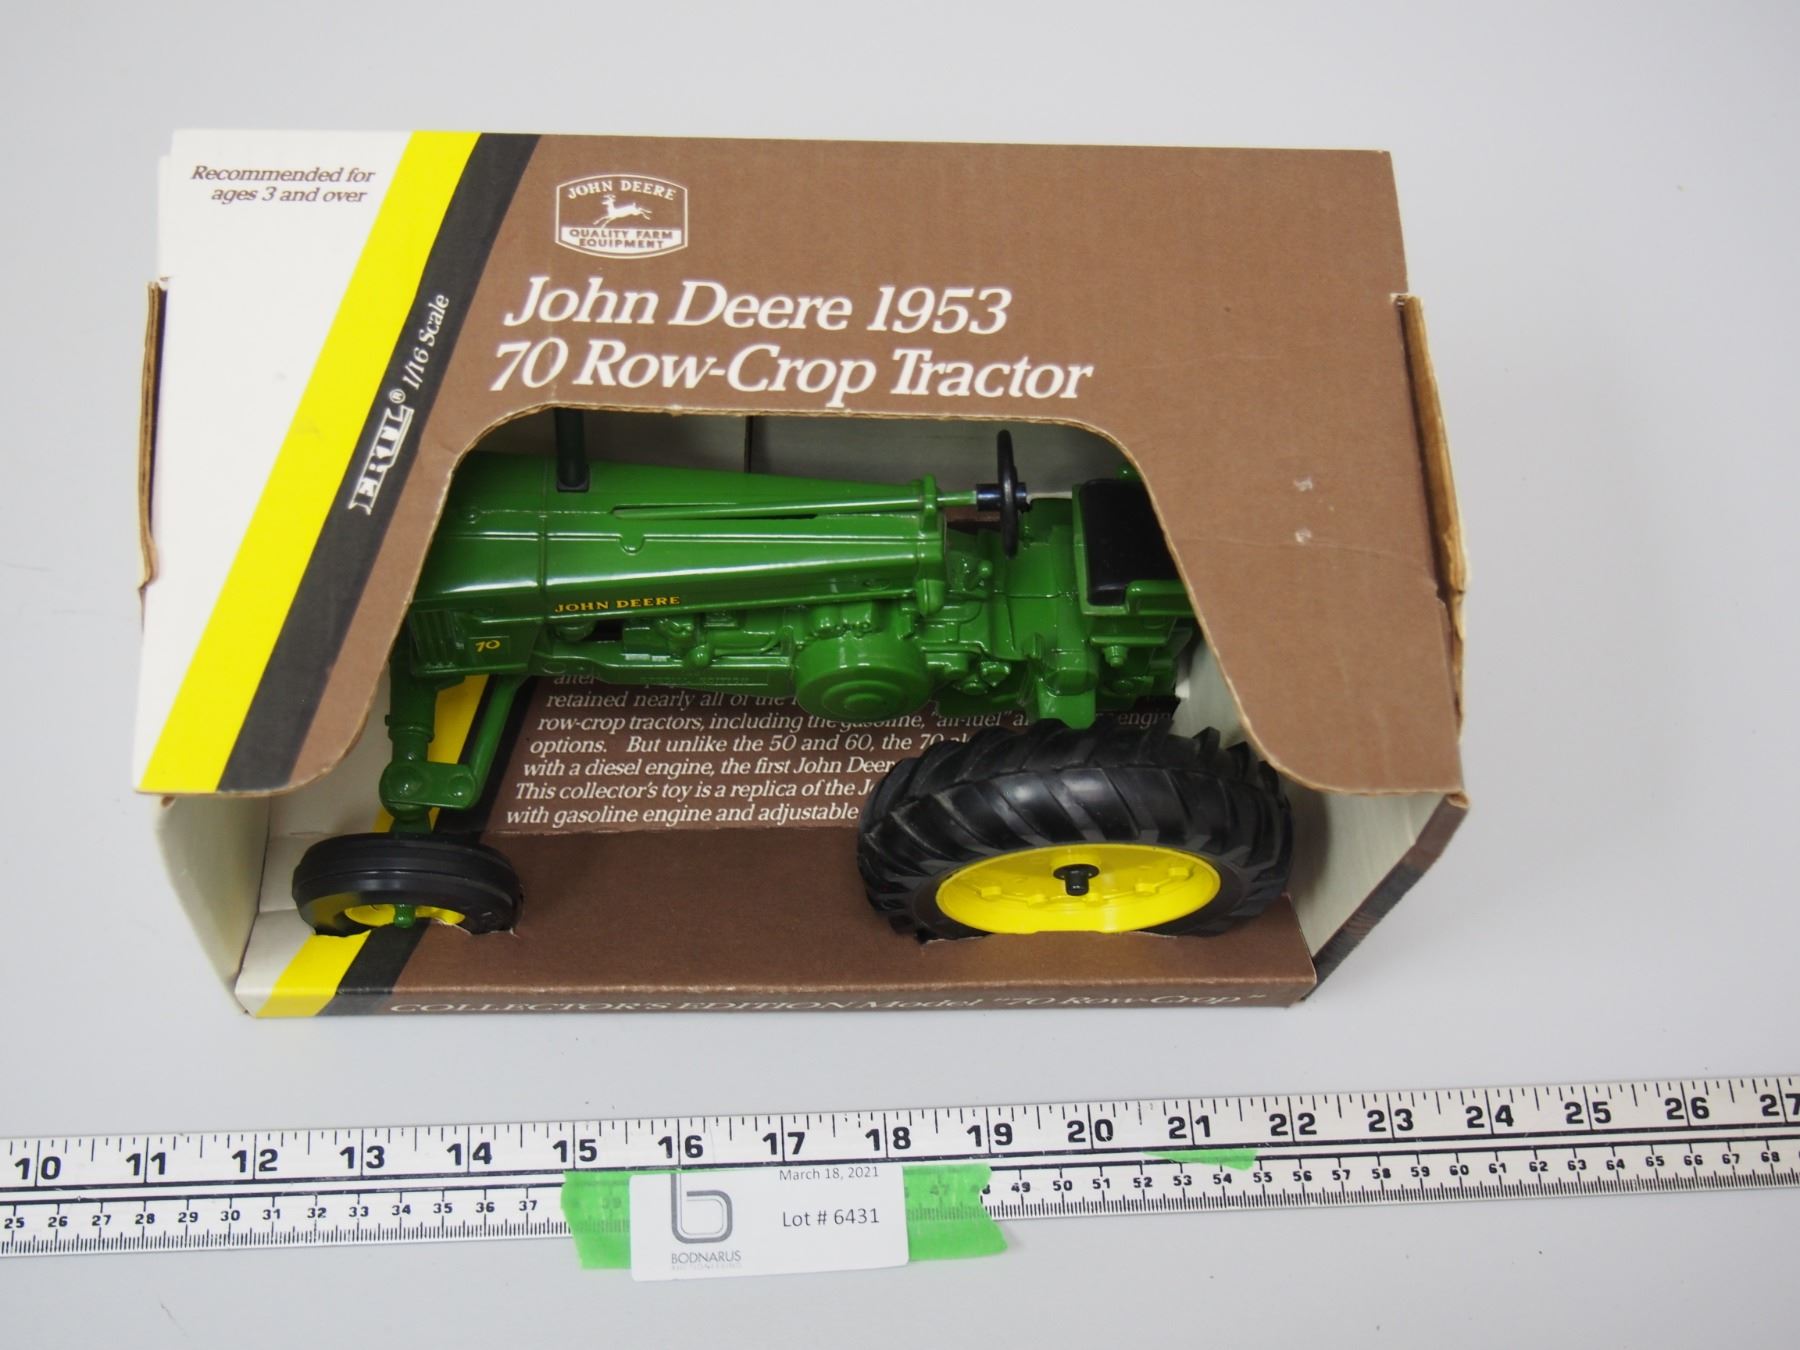 Recommended for
ages 3 and over
JOHN DEERE
QUALITY FARM
EQUIPMENT
John Deere 1953
70 Row-Crop Tractor
ERTL® 1/16 Scale
JOHN DEERE
70
retained nearly all of the
row-crop tractors, including the gasoline, "all-fuel"
options. But unlike the 50 and 60, the 70
with a diesel engine, the first John
This collector's toy is a replica of the
with gasoline engine and adjustable
COLLECTOR'S EDITION Model "70 Row-Crop"
10 11 12 13 14 15 16 17 18 19 20 21 22 23 24 25 26 27
25 26 27 28 29 30 31 32 33 34 35 36 37 39 47 48 49 50 51 52 53 54 55 56 57 58 59 60 61 62 63 64 65 66 67 68
March 18, 2021
Lot # 6431
BODNARUS
AUCTIONEERING